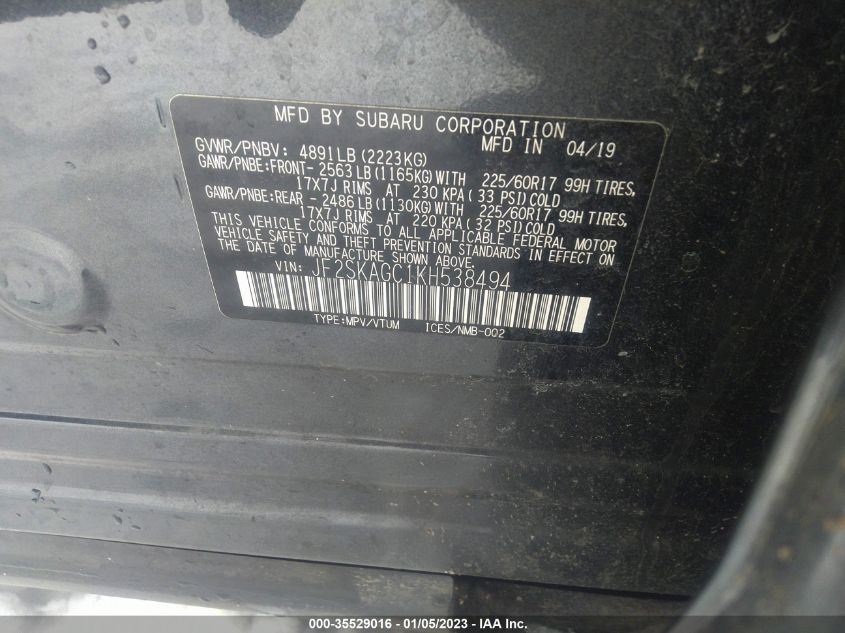 MFD BY SUBARU CORPORATION
MFD IN 04/19
GVWR/PNBV: 4891LB (2223KG)
GAWR/PNBE:FRONT- 2563 LB (1165KG) WITH 225/60R17 99H TIRES,
17X7J RIMS AT 230 KPA (33 PSI) COLD
GAWR/PNBE:REAR - 2486 LB (1130KG) WITH 225/60R17 99H TIRES,
17X7J RIMS AT 220 KPA (32 PSI) COLD
THIS VEHICLE CONFORMS TO ALL APPLICABLE FEDERAL MOTOR
VEHICLE SAFETY AND THEFT PREVENTION STANDARDS IN EFFECT ON
THE DATE OF MANUFACTURE SHOWN ABOVE.
VIN: JF2SKAGC1KH538494
TYPE:MPV/VTUM ICES/NMB-002
000-35529016 - 01/05/2023 - IAA Inc.